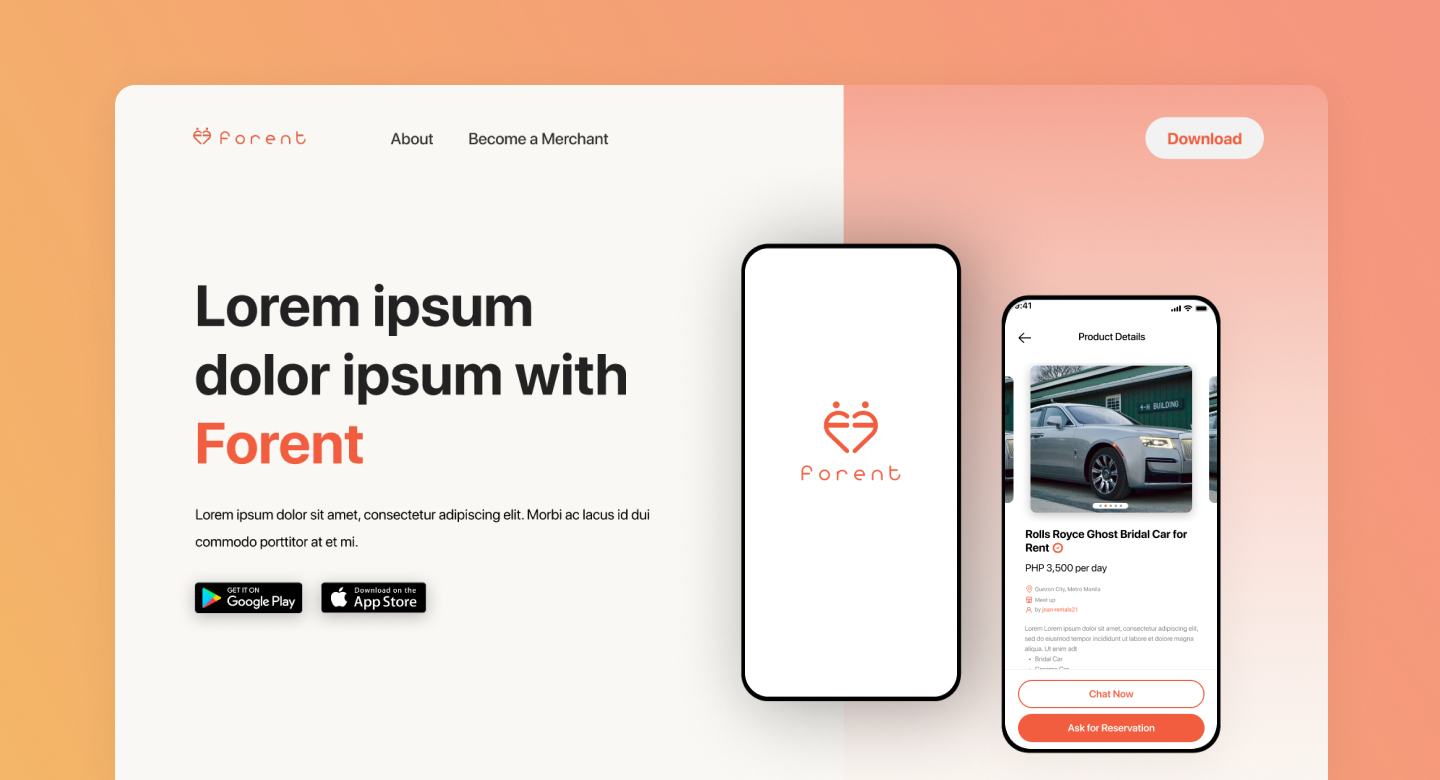 Forent
About
Become a Merchant
Download
Lorem ipsum
dolor ipsum with
Forent
Lorem ipsum dolor sit amet, consectetur adipiscing elit. Morbi ac lacus id dui
commodo porttitor at et mi.
GET IT ON
Google Play
Download on the
App Store
Forent
9:41
Product Details
4-H BUILDING
Rolls Royce Ghost Bridal Car for
Rent
PHP 3,500 per day
Quezon City, Metro Manila
Meet up
by jean-rentals21
Lorem Lorem ipsum dolor sit amet, consectetur adipiscing elit,
sed do eiusmod tempor incididunt ut labore et dolore magna
aliqua. Ut enim adt
• Bridal Car
Chat Now
Ask for Reservation